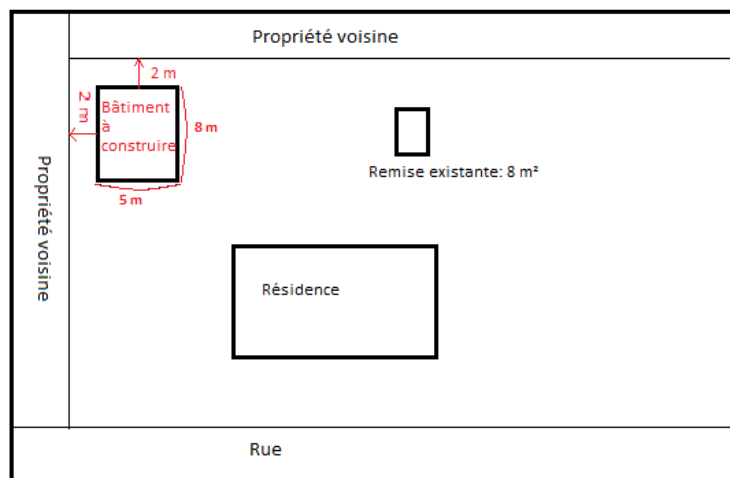 Propriété voisine
2 m
2 m
Bâtiment
à
construire
8 m
5 m
Remise existante: 8 m²
Propriété voisine
Résidence
Rue